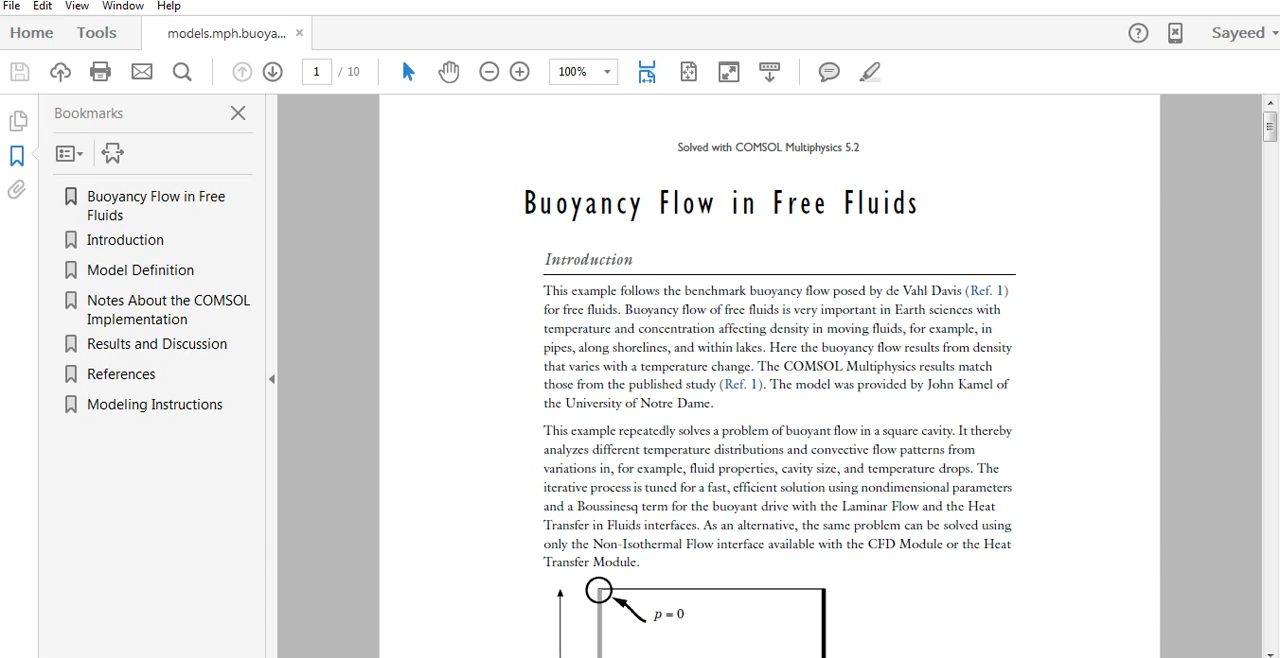 File Edit View Window Help
Home Tools models.mph.buoya... × Sayeed
1 / 10 100%
Bookmarks
Buoyancy Flow in Free
Fluids
Introduction
Model Definition
Notes About the COMSOL
Implementation
Results and Discussion
References
Modeling Instructions
Solved with COMSOL Multiphysics 5.2
Buoyancy Flow in Free Fluids
Introduction
This example follows the benchmark buoyancy flow posed by de Vahl Davis (Ref. 1)
for free fluids. Buoyancy flow of free fluids is very important in Earth sciences with
temperature and concentration affecting density in moving fluids, for example, in
pipes, along shorelines, and within lakes. Here the buoyancy flow results from density
that varies with a temperature change. The COMSOL Multiphysics results match
those from the published study (Ref. 1). The model was provided by John Kamel of
the University of Notre Dame.
This example repeatedly solves a problem of buoyant flow in a square cavity. It thereby
analyzes different temperature distributions and convective flow patterns from
variations in, for example, fluid properties, cavity size, and temperature drops. The
iterative process is tuned for a fast, efficient solution using nondimensional parameters
and a Boussinesq term for the buoyant drive with the Laminar Flow and the Heat
Transfer in Fluids interfaces. As an alternative, the same problem can be solved using
only the Non-Isothermal Flow interface available with the CFD Module or the Heat
Transfer Module.
p = 0